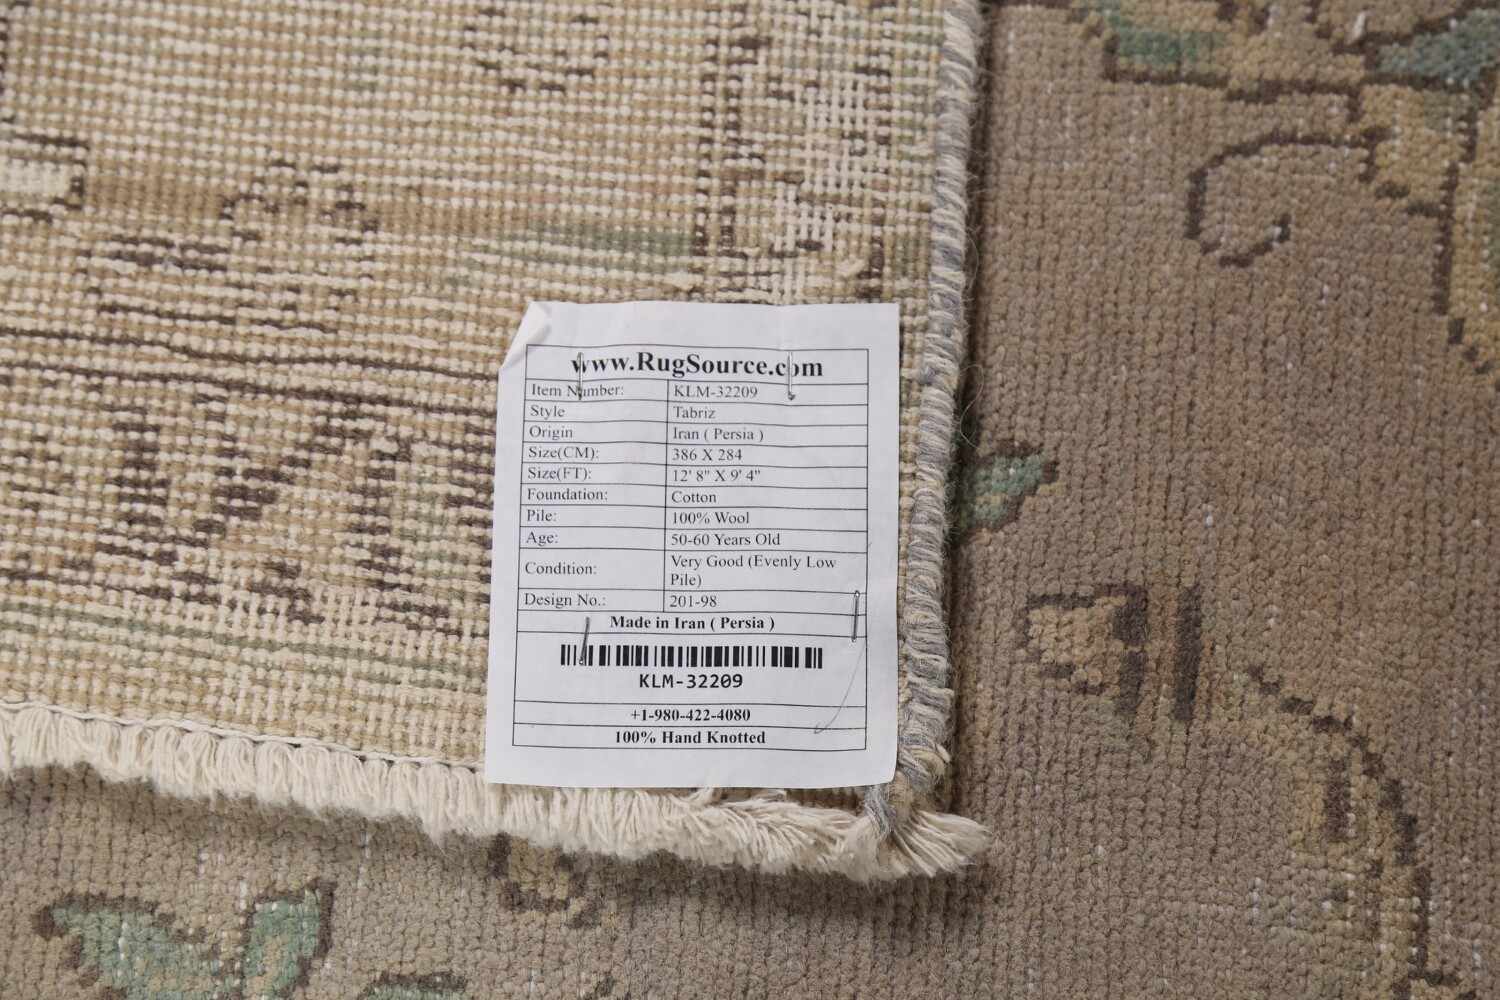 www.RugSource.com
Item Number: KLM-32209
Style Tabriz
Origin Iran ( Persia )
Size(CM): 386 X 284
Size(FT): 12' 8" X 9' 4"
Foundation: Cotton
Pile: 100% Wool
Age: 50-60 Years Old
Condition: Very Good (Evenly Low
Pile)
Design No.: 201-98
Made in Iran ( Persia )
KLM-32209
+1-980-422-4080
100% Hand Knotted